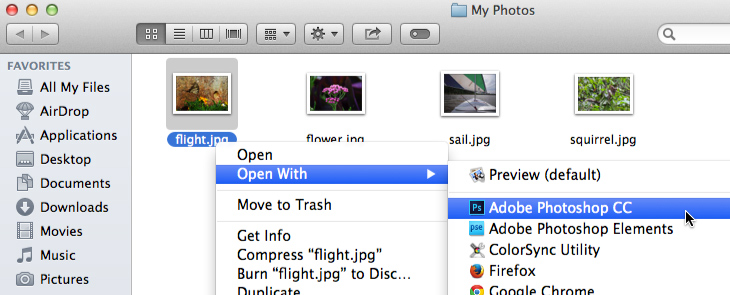 My Photos
FAVORITES
All My Files
AirDrop
Applications
Desktop
Documents
Downloads
Movies
Music
Pictures
flight.jpg
flower.jpg
sail.jpg
squirrel.jpg
Open
Open With
Move to Trash
Get Info
Compress “flight.jpg”
Burn “flight.jpg” to Disc…
Duplicate
Preview (default)
Ps Adobe Photoshop CC
pse Adobe Photoshop Elements
ColorSync Utility
Firefox
Google Chrome